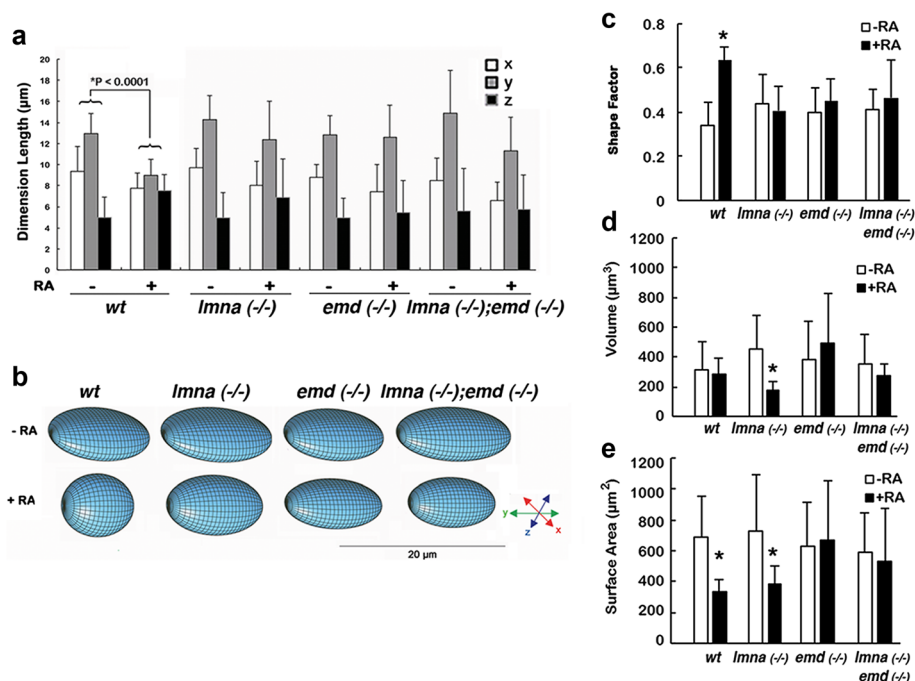 a
Dimension Length (µm)
20
18
16
14
12
10
8
6
4
2
0
*P < 0.0001
x
y
z
RA - + - + - + - +
wt lmna (-/-) emd (-/-) lmna (-/-);emd (-/-)
b
wt lmna (-/-) emd (-/-) lmna (-/-);emd (-/-)
- RA
+ RA
y
z
x
20 µm
c
Shape Factor
0.8
0.6
0.4
0.2
0
*
-RA
+RA
wt lmna (-/-) emd (-/-) lmna (-/-)
emd (-/-)
d
Volume (µm³)
1200
1000
800
600
400
200
0
*
-RA
+RA
wt lmna (-/-) emd (-/-) lmna (-/-)
emd (-/-)
e
Surface Area (µm²)
1200
1000
800
600
400
200
0
* *
-RA
+RA
wt lmna (-/-) emd (-/-) lmna (-/-)
emd (-/-)